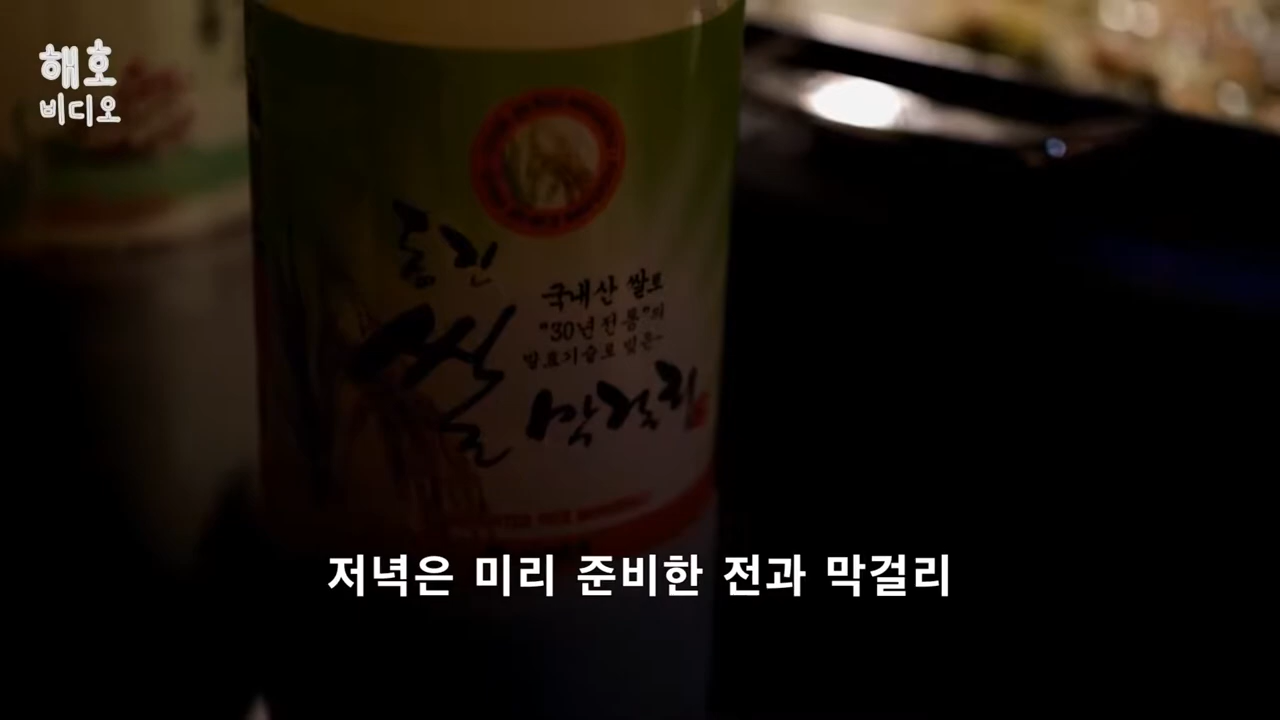 해호
비디오
쌀
막걸리
국내산 쌀로
"30년 전통"의
발효기술로 빚은~
저녁은 미리 준비한 전과 막걸리